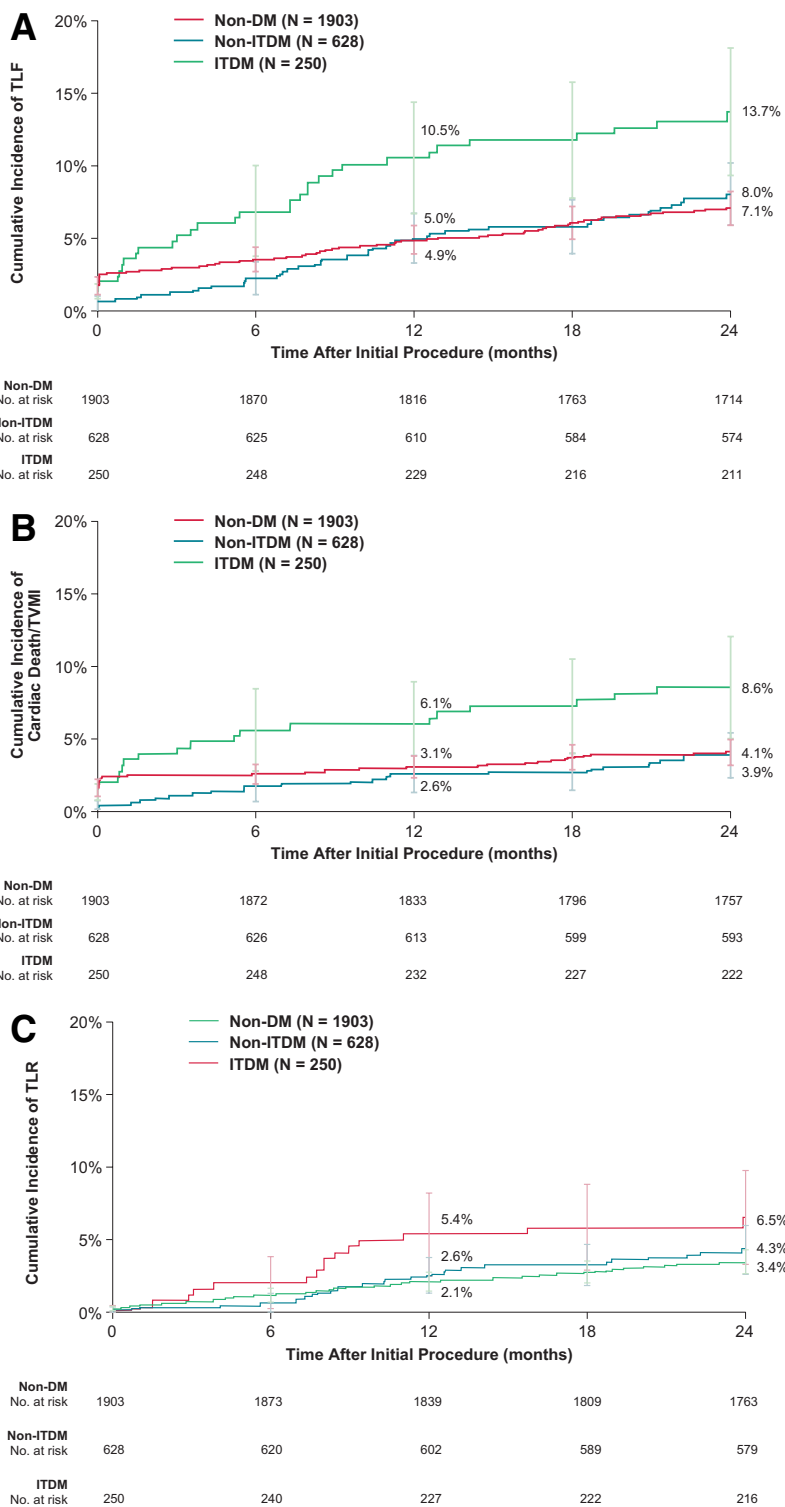 A
Non-DM (N = 1903)
Non-ITDM (N = 628)
ITDM (N = 250)
Cumulative Incidence of TLF
20%
15%
10%
5%
0%
10.5%
5.0%
4.9%
13.7%
8.0%
7.1%
0 6 12 18 24
Time After Initial Procedure (months)
Non-DM
No. at risk 1903 1870 1816 1763 1714
Non-ITDM
No. at risk 628 625 610 584 574
ITDM
No. at risk 250 248 229 216 211
B
Non-DM (N = 1903)
Non-ITDM (N = 628)
ITDM (N = 250)
Cumulative Incidence of
Cardiac Death/TVMI
20%
15%
10%
5%
0%
6.1%
3.1%
2.6%
8.6%
4.1%
3.9%
0 6 12 18 24
Time After Initial Procedure (months)
Non-DM
No. at risk 1903 1872 1833 1796 1757
Non-ITDM
No. at risk 628 626 613 599 593
ITDM
No. at risk 250 248 232 227 222
C
Non-DM (N = 1903)
Non-ITDM (N = 628)
ITDM (N = 250)
Cumulative Incidence of TLR
20%
15%
10%
5%
0%
5.4%
2.6%
2.1%
6.5%
4.3%
3.4%
0 6 12 18 24
Time After Initial Procedure (months)
Non-DM
No. at risk 1903 1873 1839 1809 1763
Non-ITDM
No. at risk 628 620 602 589 579
ITDM
No. at risk 250 240 227 222 216